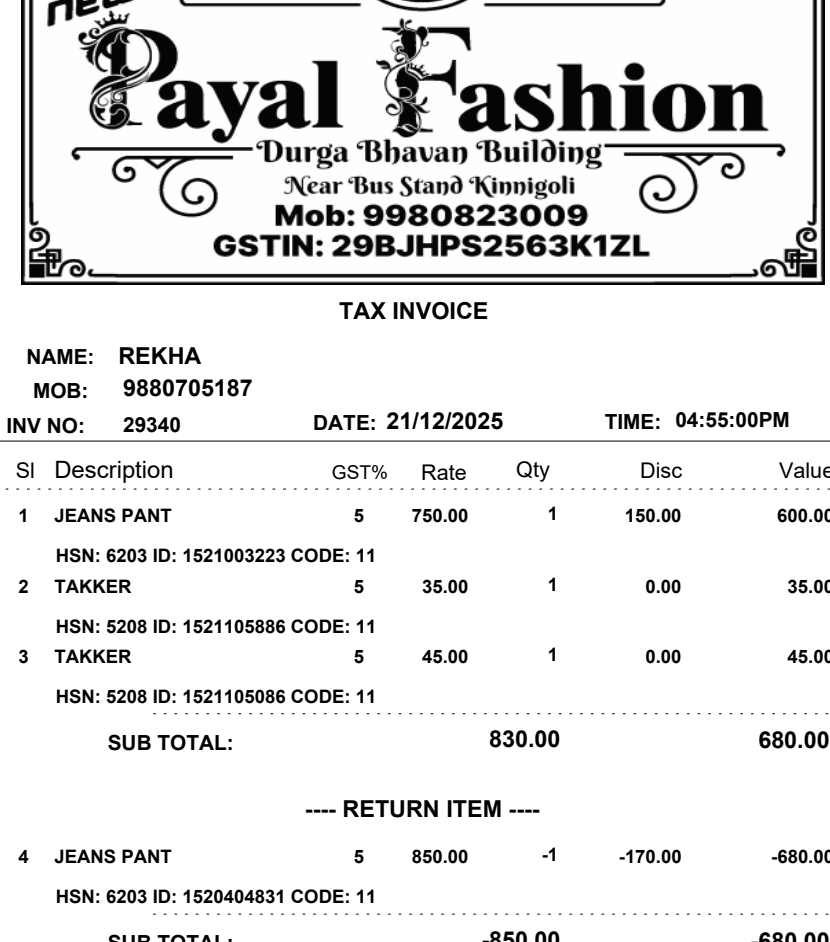 new
Payal Fashion
Durga Bhavan Building
Near Bus Stand Kinnigoli
Mob: 9980823009
GSTIN: 29BJHPS2563K1ZL
TAX INVOICE
NAME: REKHA
MOB: 9880705187
INV NO: 29340 DATE: 21/12/2025 TIME: 04:55:00PM
Sl Description GST% Rate Qty Disc Value
1 JEANS PANT 5 750.00 1 150.00 600.00
HSN: 6203 ID: 1521003223 CODE: 11
2 TAKKER 5 35.00 1 0.00 35.00
HSN: 5208 ID: 1521105886 CODE: 11
3 TAKKER 5 45.00 1 0.00 45.00
HSN: 5208 ID: 1521105086 CODE: 11
SUB TOTAL: 830.00 680.00
---- RETURN ITEM ----
4 JEANS PANT 5 850.00 -1 -170.00 -680.00
HSN: 6203 ID: 1520404831 CODE: 11
SUB TOTAL: -850.00 -680.00